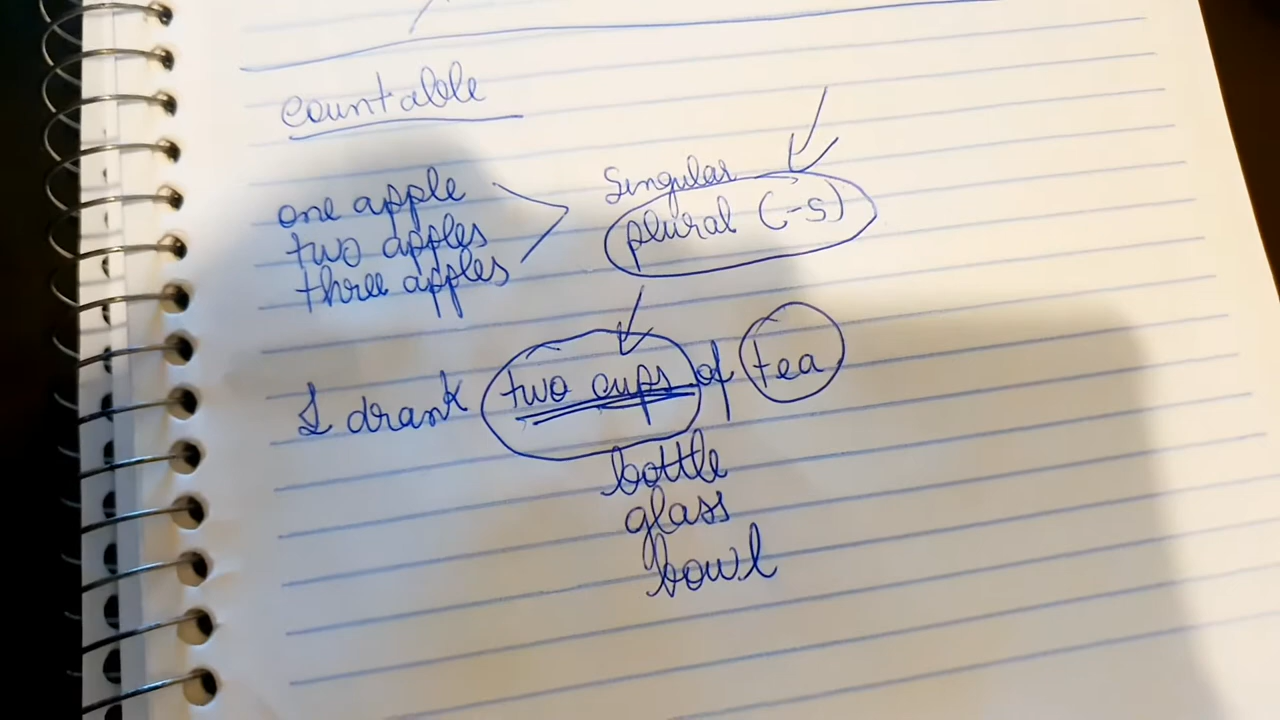 countable
one apple
two apples
three apples
Singular
plural (-s)
I drank two cups of tea
bottle
glass
bowl